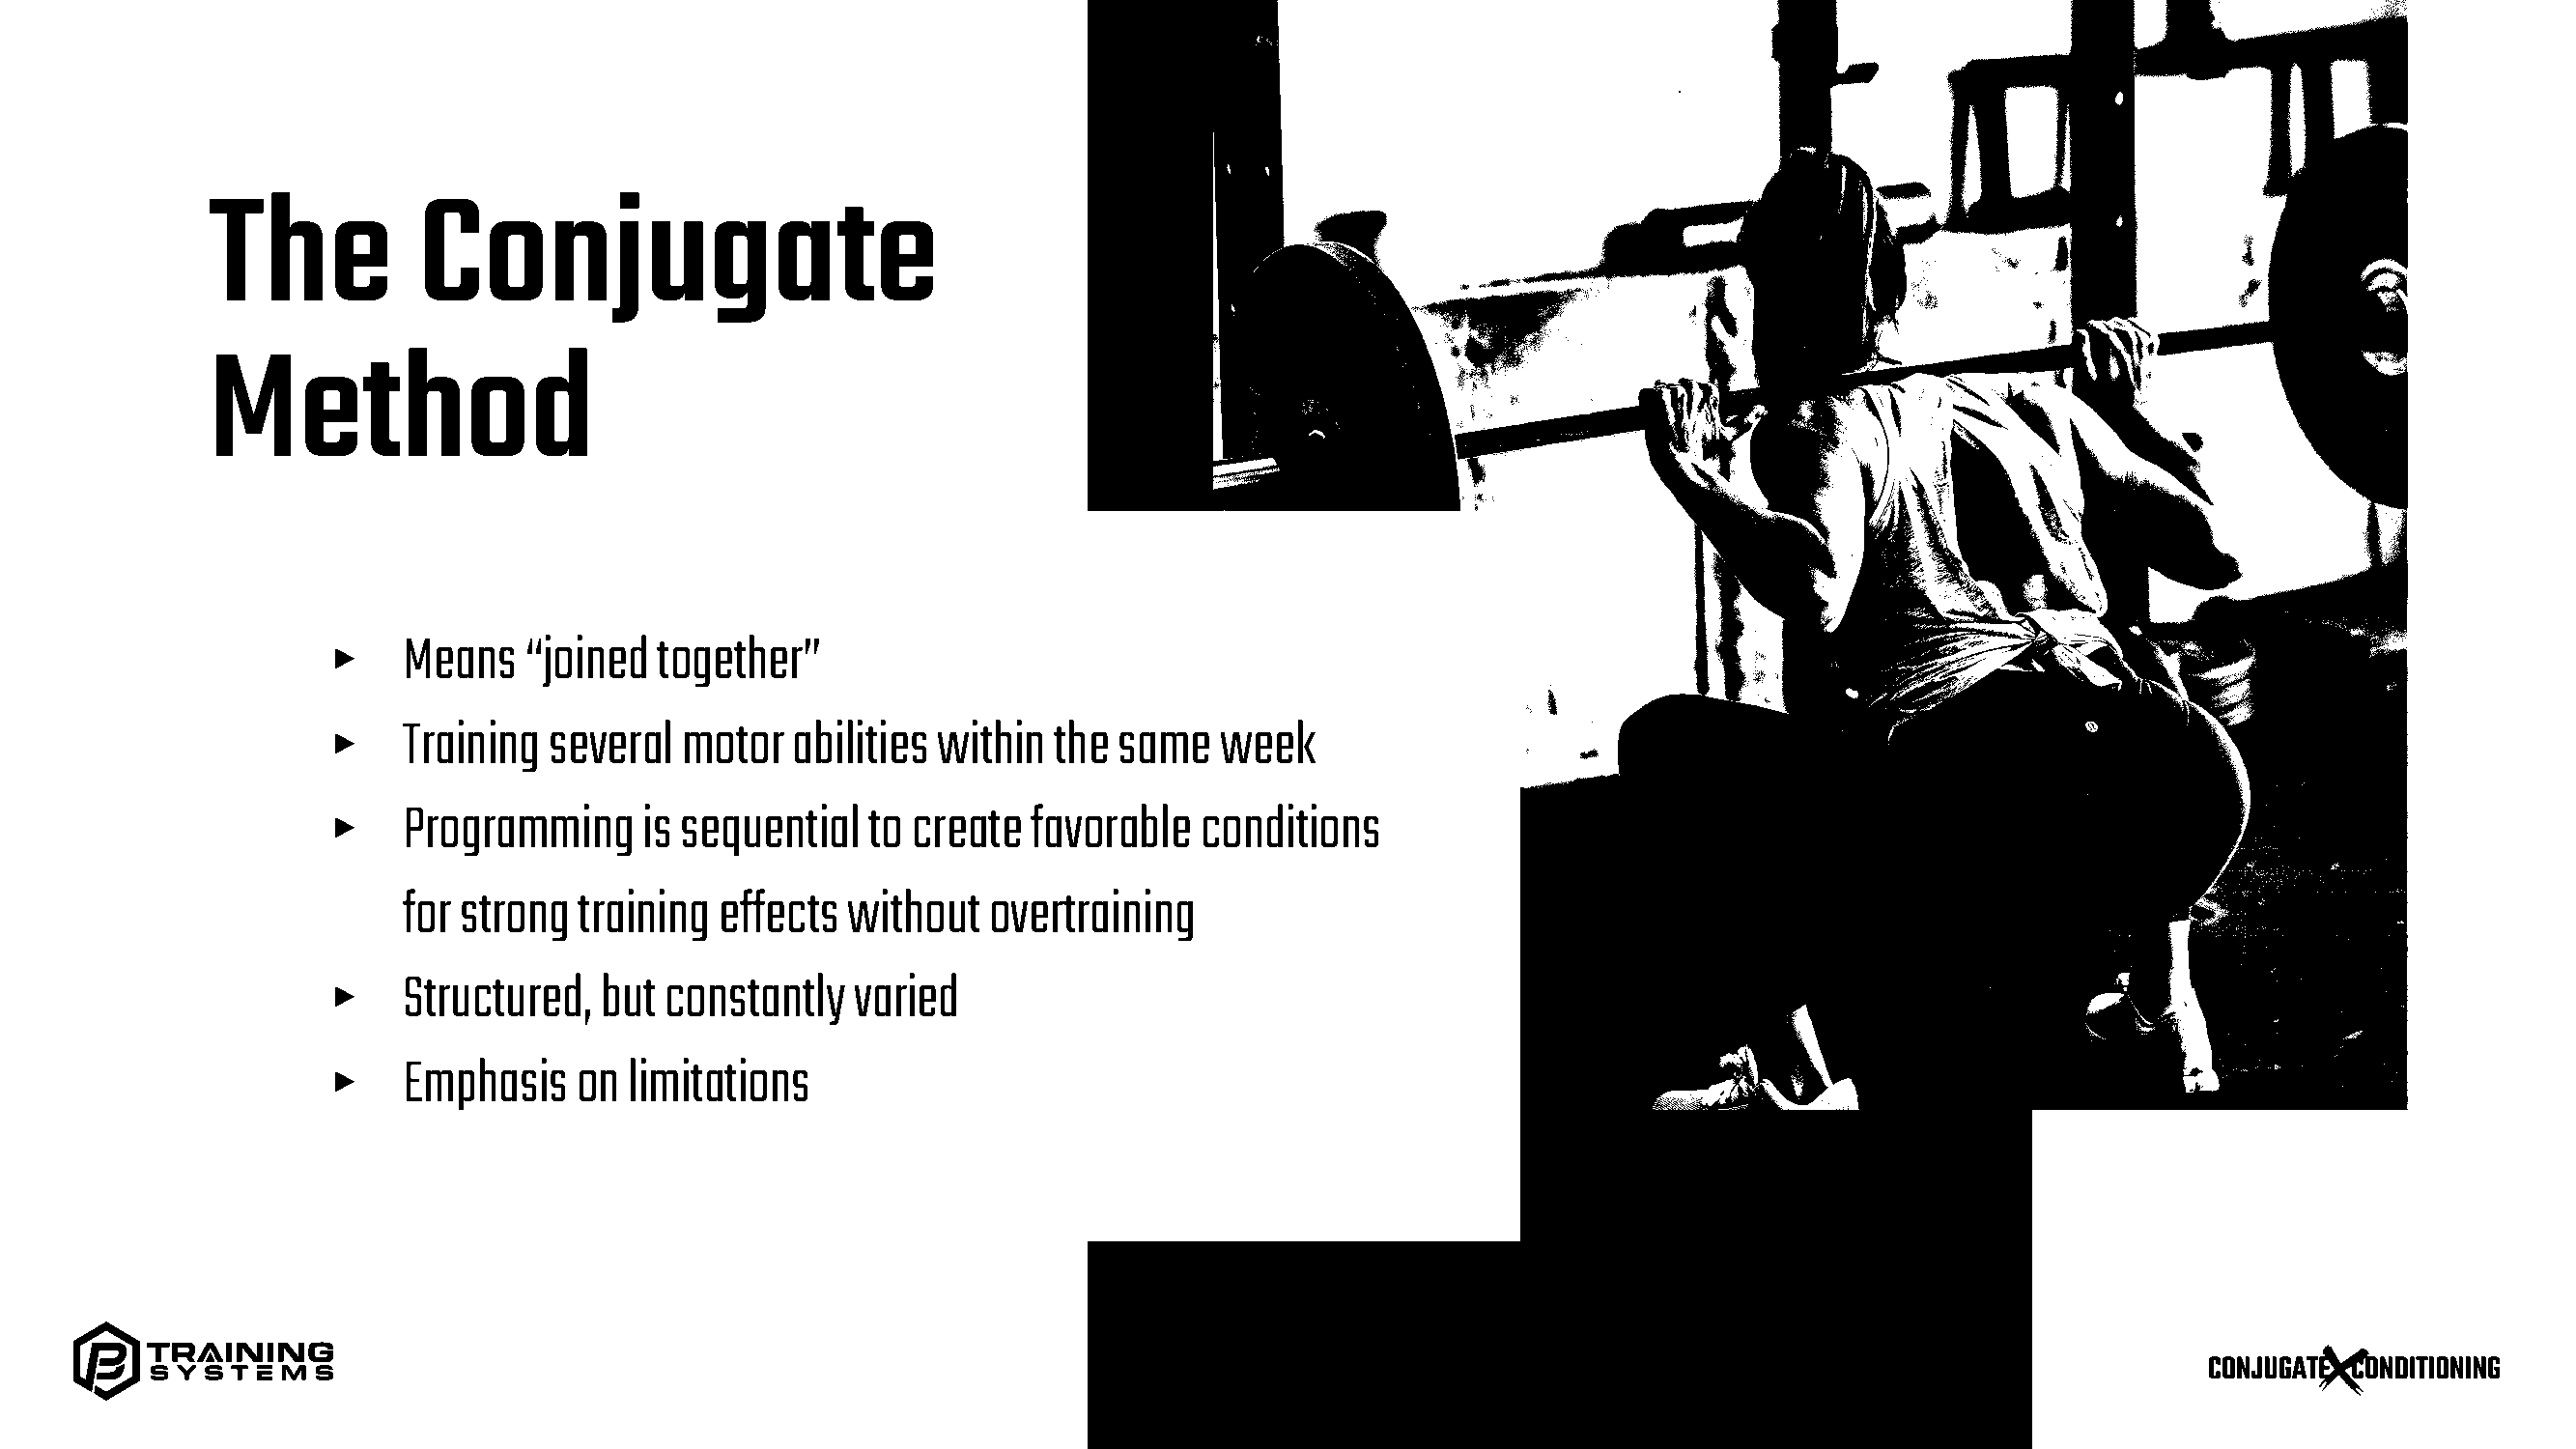 The Conjugate
Method
► Means “joined together”
► Training several motor abilities within the same week
► Programming is sequential to create favorable conditions
for strong training effects without overtraining
► Structured, but constantly varied
► Emphasis on limitations
TRAINING
SYSTEMS
CONJUGATE X CONDITIONING